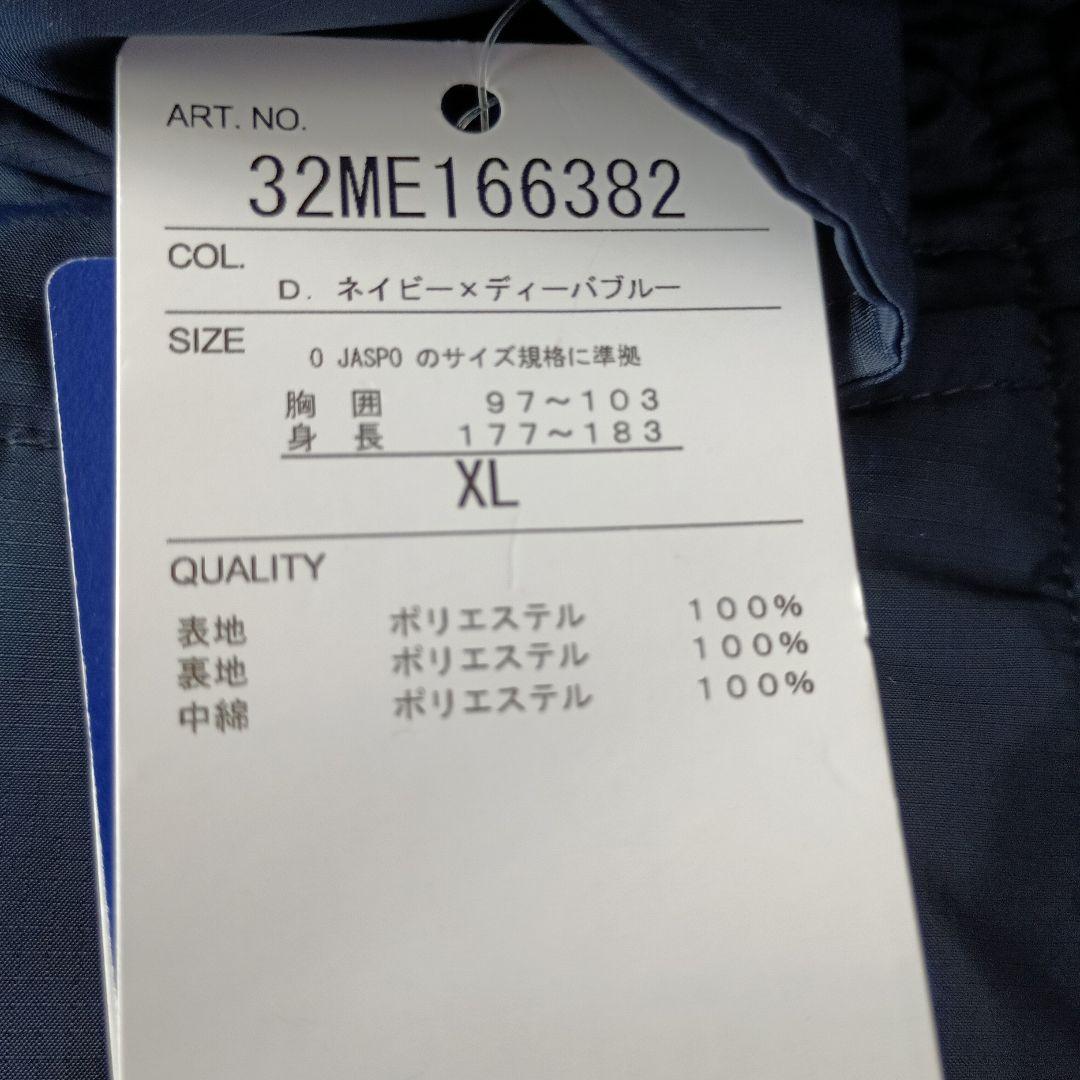 ART. NO.
32ME166382
COL.
D. ネイビー×ディーバブルー
SIZE
O JASPO のサイズ規格に準拠
胸 囲 97〜103
身 長 177〜183
XL
QUALITY
表地 ポリエステル 100%
裏地 ポリエステル 100%
中綿 ポリエステル 100%